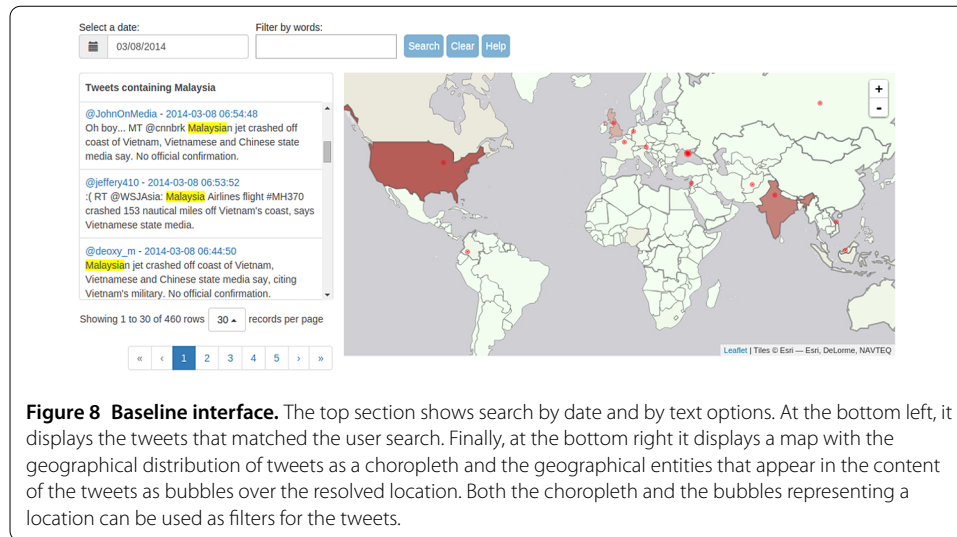 Select a date:
Filter by words:
03/08/2014
Search Clear Help
Tweets containing Malaysia
@JohnOnMedia - 2014-03-08 06:54:48
Oh boy... MT @cnnbrk Malaysian jet crashed off
coast of Vietnam, Vietnamese and Chinese state
media say. No official confirmation.
@jeffery410 - 2014-03-08 06:53:52
:( RT @WSJAsia: Malaysia Airlines flight #MH370
crashed 153 nautical miles off Vietnam's coast, says
Vietnamese state media.
@deoxy_m - 2014-03-08 06:44:50
Malaysian jet crashed off coast of Vietnam,
Vietnamese and Chinese state media say, citing
Vietnam's military. No official confirmation.
Showing 1 to 30 of 460 rows 30 records per page
« ‹ 1 2 3 4 5 › »
+
-
Leaflet | Tiles © Esri — Esri, DeLorme, NAVTEQ
Figure 8 Baseline interface. The top section shows search by date and by text options. At the bottom left, it
displays the tweets that matched the user search. Finally, at the bottom right it displays a map with the
geographical distribution of tweets as a choropleth and the geographical entities that appear in the content
of the tweets as bubbles over the resolved location. Both the choropleth and the bubbles representing a
location can be used as filters for the tweets.